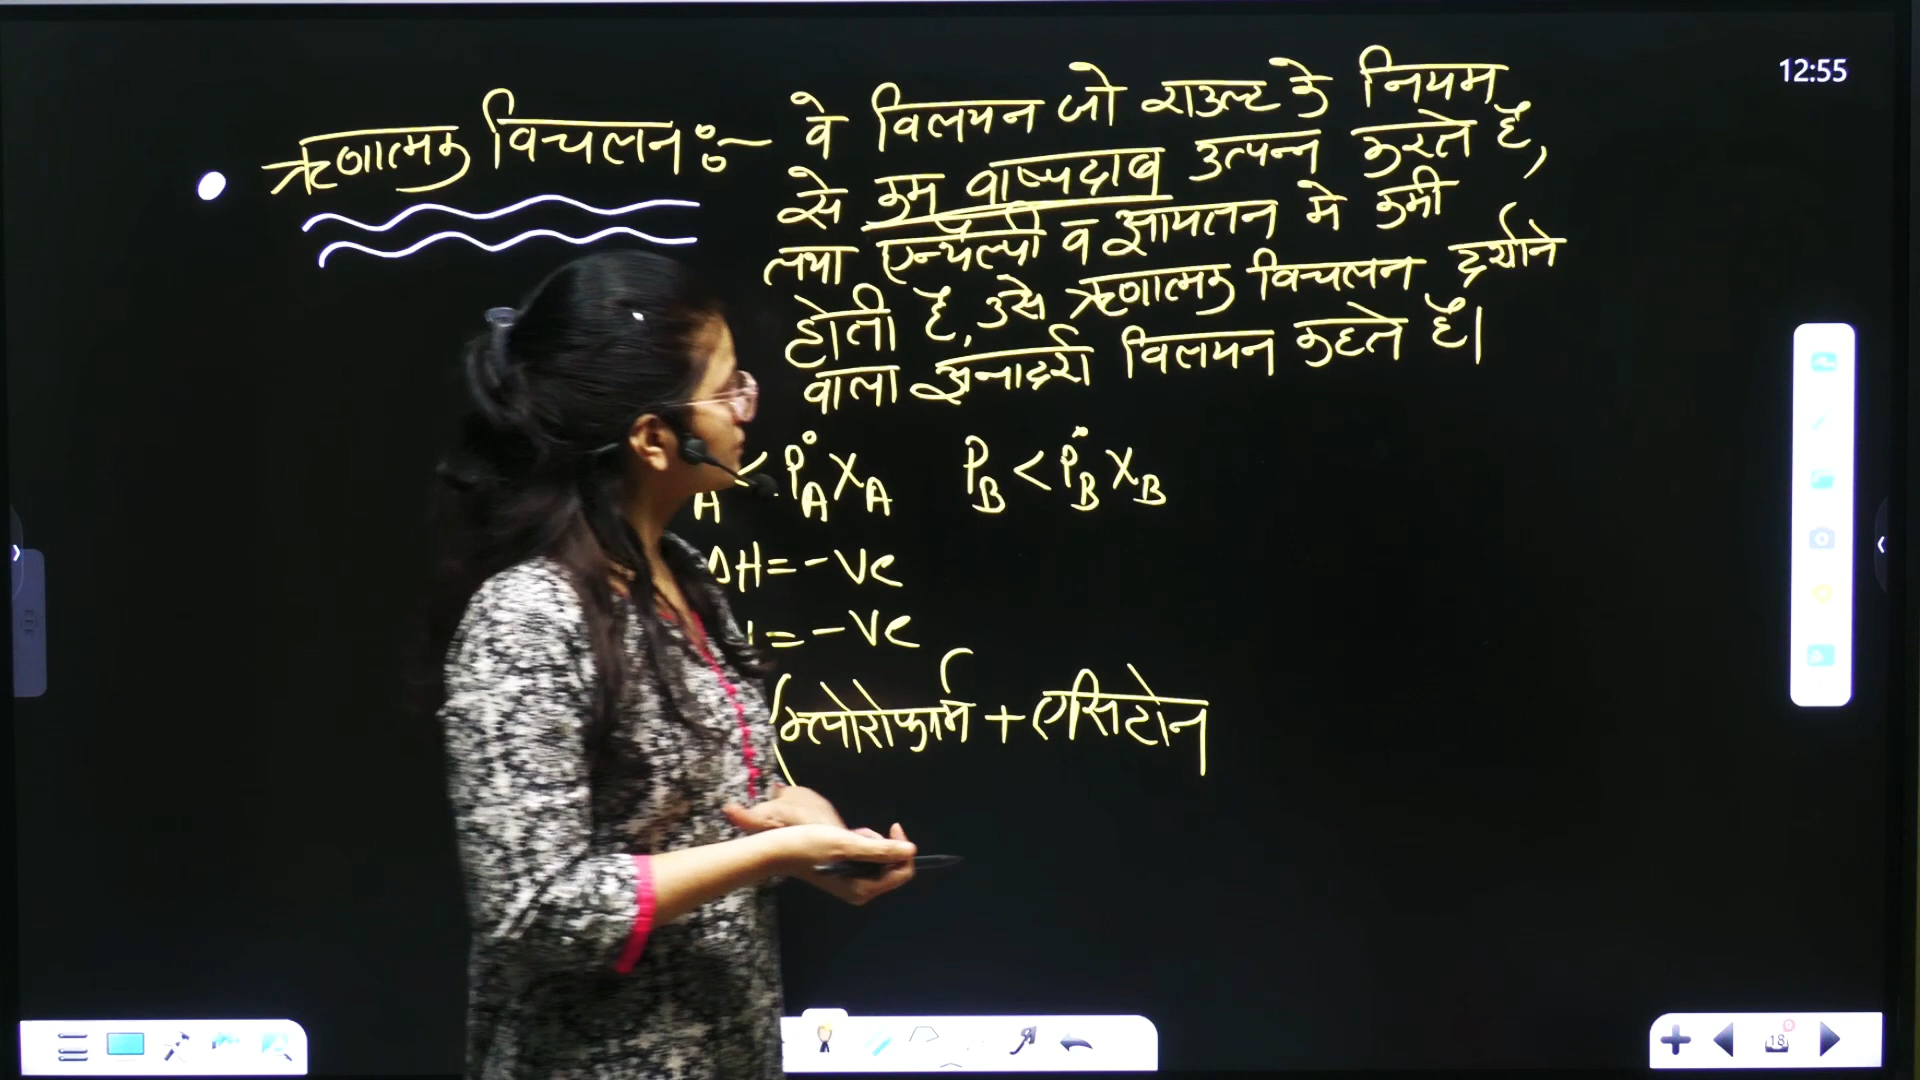 12:55
ऋणात्मक विचलन :- वे विलयन जो राउल्ट के नियम
से कम वाष्पदाब उत्पन्न करते हैं,
तथा एन्थैल्पी व आयतन मे कमी
होती है, उसे ऋणात्मक विचलन दर्शाने
वाला अनादर्श विलयन कहते हैं।
A < P°A XA PB < P°B XB
ΔH = -ve
= -ve
(क्लोरोफार्म + एसिटोन
18